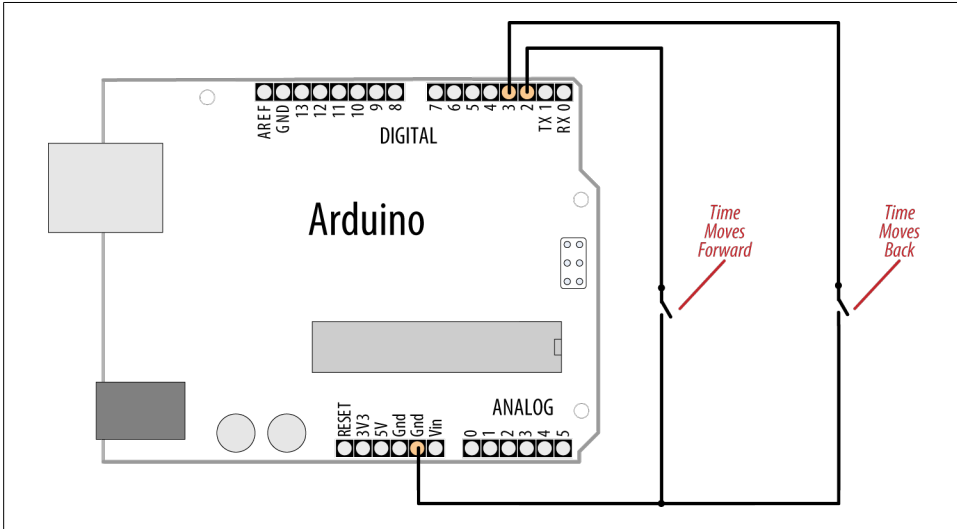 AREF
GND
13
12
11
10
9
8
7
6
5
4
3
2
TX 1
RX 0
DIGITAL
Arduino
Time
Moves
Forward
Time
Moves
Back
ANALOG
RESET
3V3
5V
Gnd
Gnd
Vin
0
1
2
3
4
5